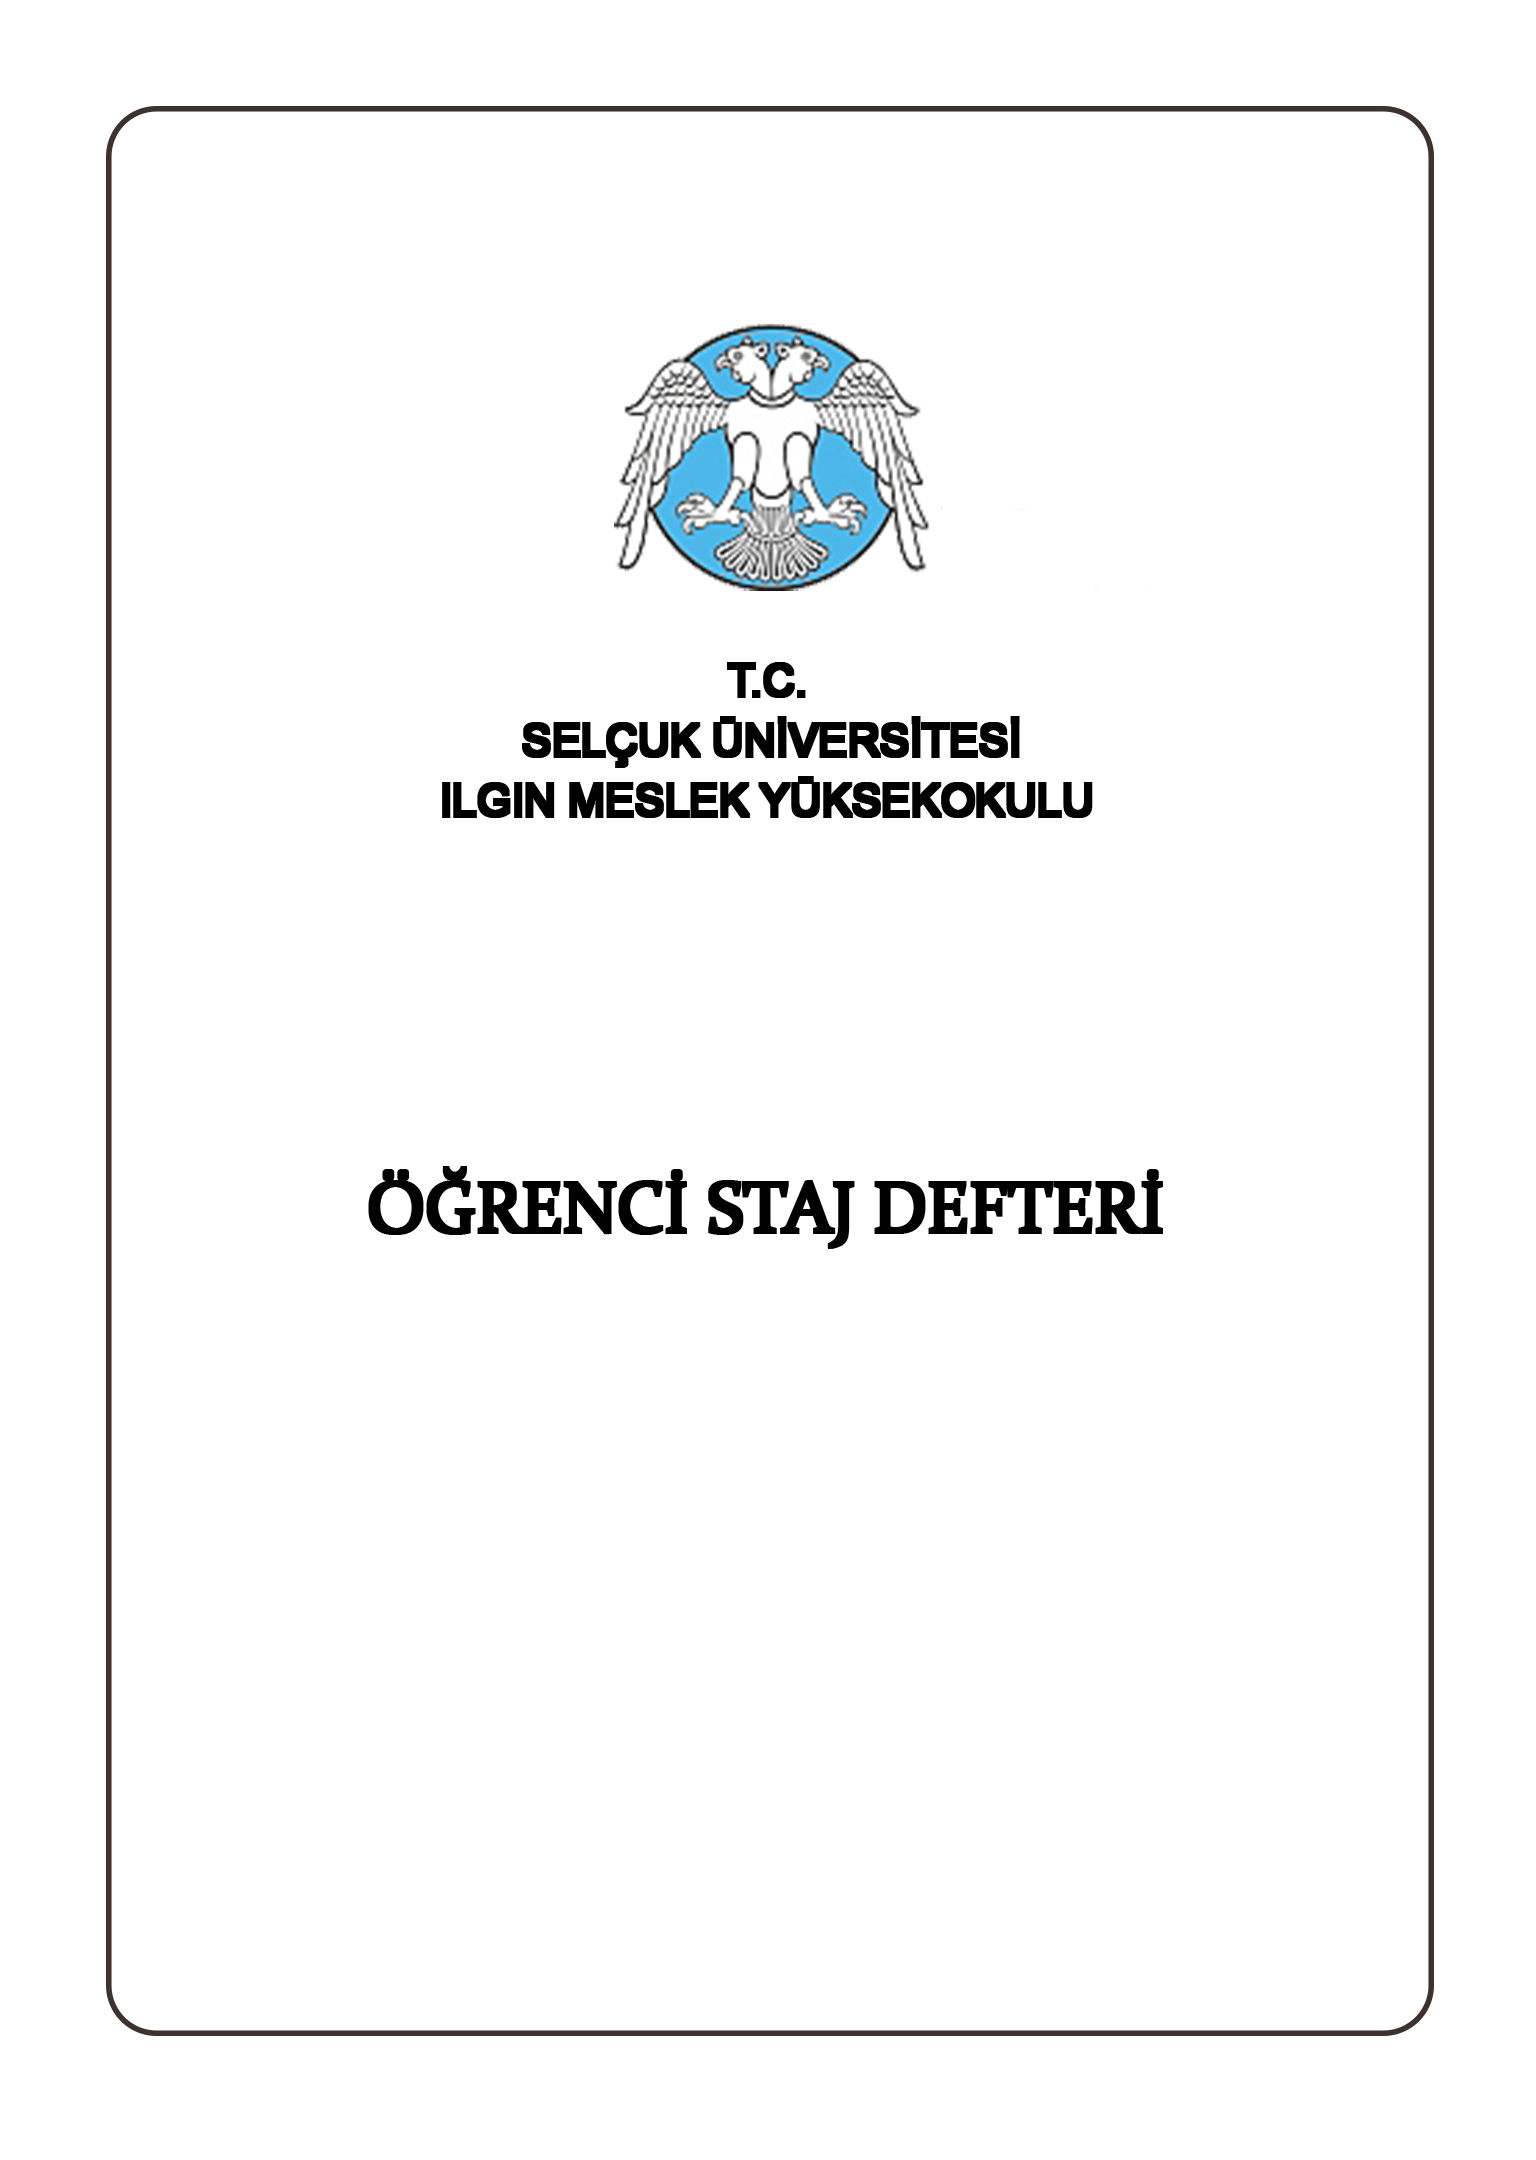 T.C.
SELÇUK ÜNİVERSİTESİ
ILGIN MESLEK YÜKSEKOKULU
ÖĞRENCİ STAJ DEFTERİ